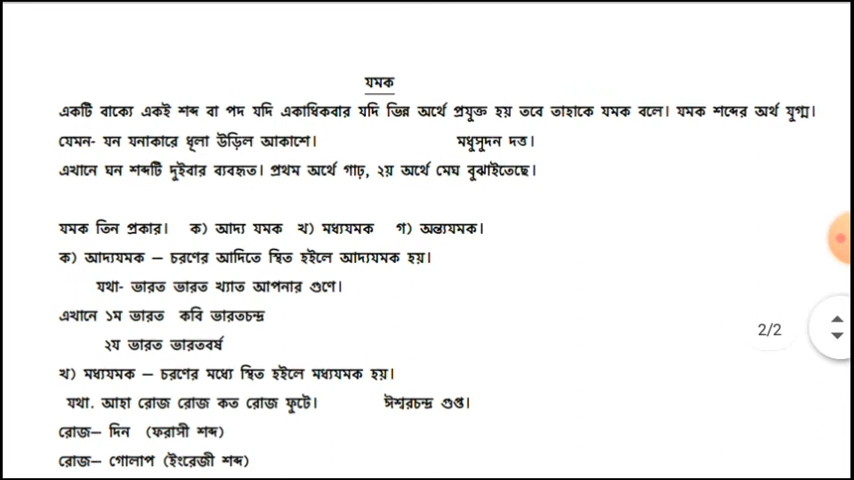 যমক
একটি বাক্যে একই শব্দ বা পদ যদি একাধিকবার যদি ভিন্ন অর্থে প্রযুক্ত হয় তবে তাহাকে যমক বলে। যমক শব্দের অর্থ যুগ্ম।
যেমন- যন যনাকারে ধূলা উড়িল আকাশে। মধুসুদন দত্ত।
এখানে ঘন শব্দটি দুইবার ব্যবহৃত। প্রথম অর্থে গাঢ়, ২য় অর্থে মেঘ বুঝাইতেছে।
যমক তিন প্রকার। ক) আদ্য যমক খ) মধ্যযমক গ) অন্ত্যযমক।
ক) আদ্যযমক – চরণের আদিতে স্থিত হইলে আদ্যযমক হয়।
যথা- ভারত ভারত খ্যাত আপনার গুণে।
এখানে ১ম ভারত কবি ভারতচন্দ্র
২য ভারত ভারতবর্ষ
খ) মধ্যযমক – চরণের মধ্যে স্থিত হইলে মধ্যযমক হয়।
যথা. আহা রোজ রোজ কত রোজ ফুটে। ঈশ্বরচন্দ্র গুপ্ত।
রোজ– দিন (ফরাসী শব্দ)
রোজ– গোলাপ (ইংরেজী শব্দ)
2/2